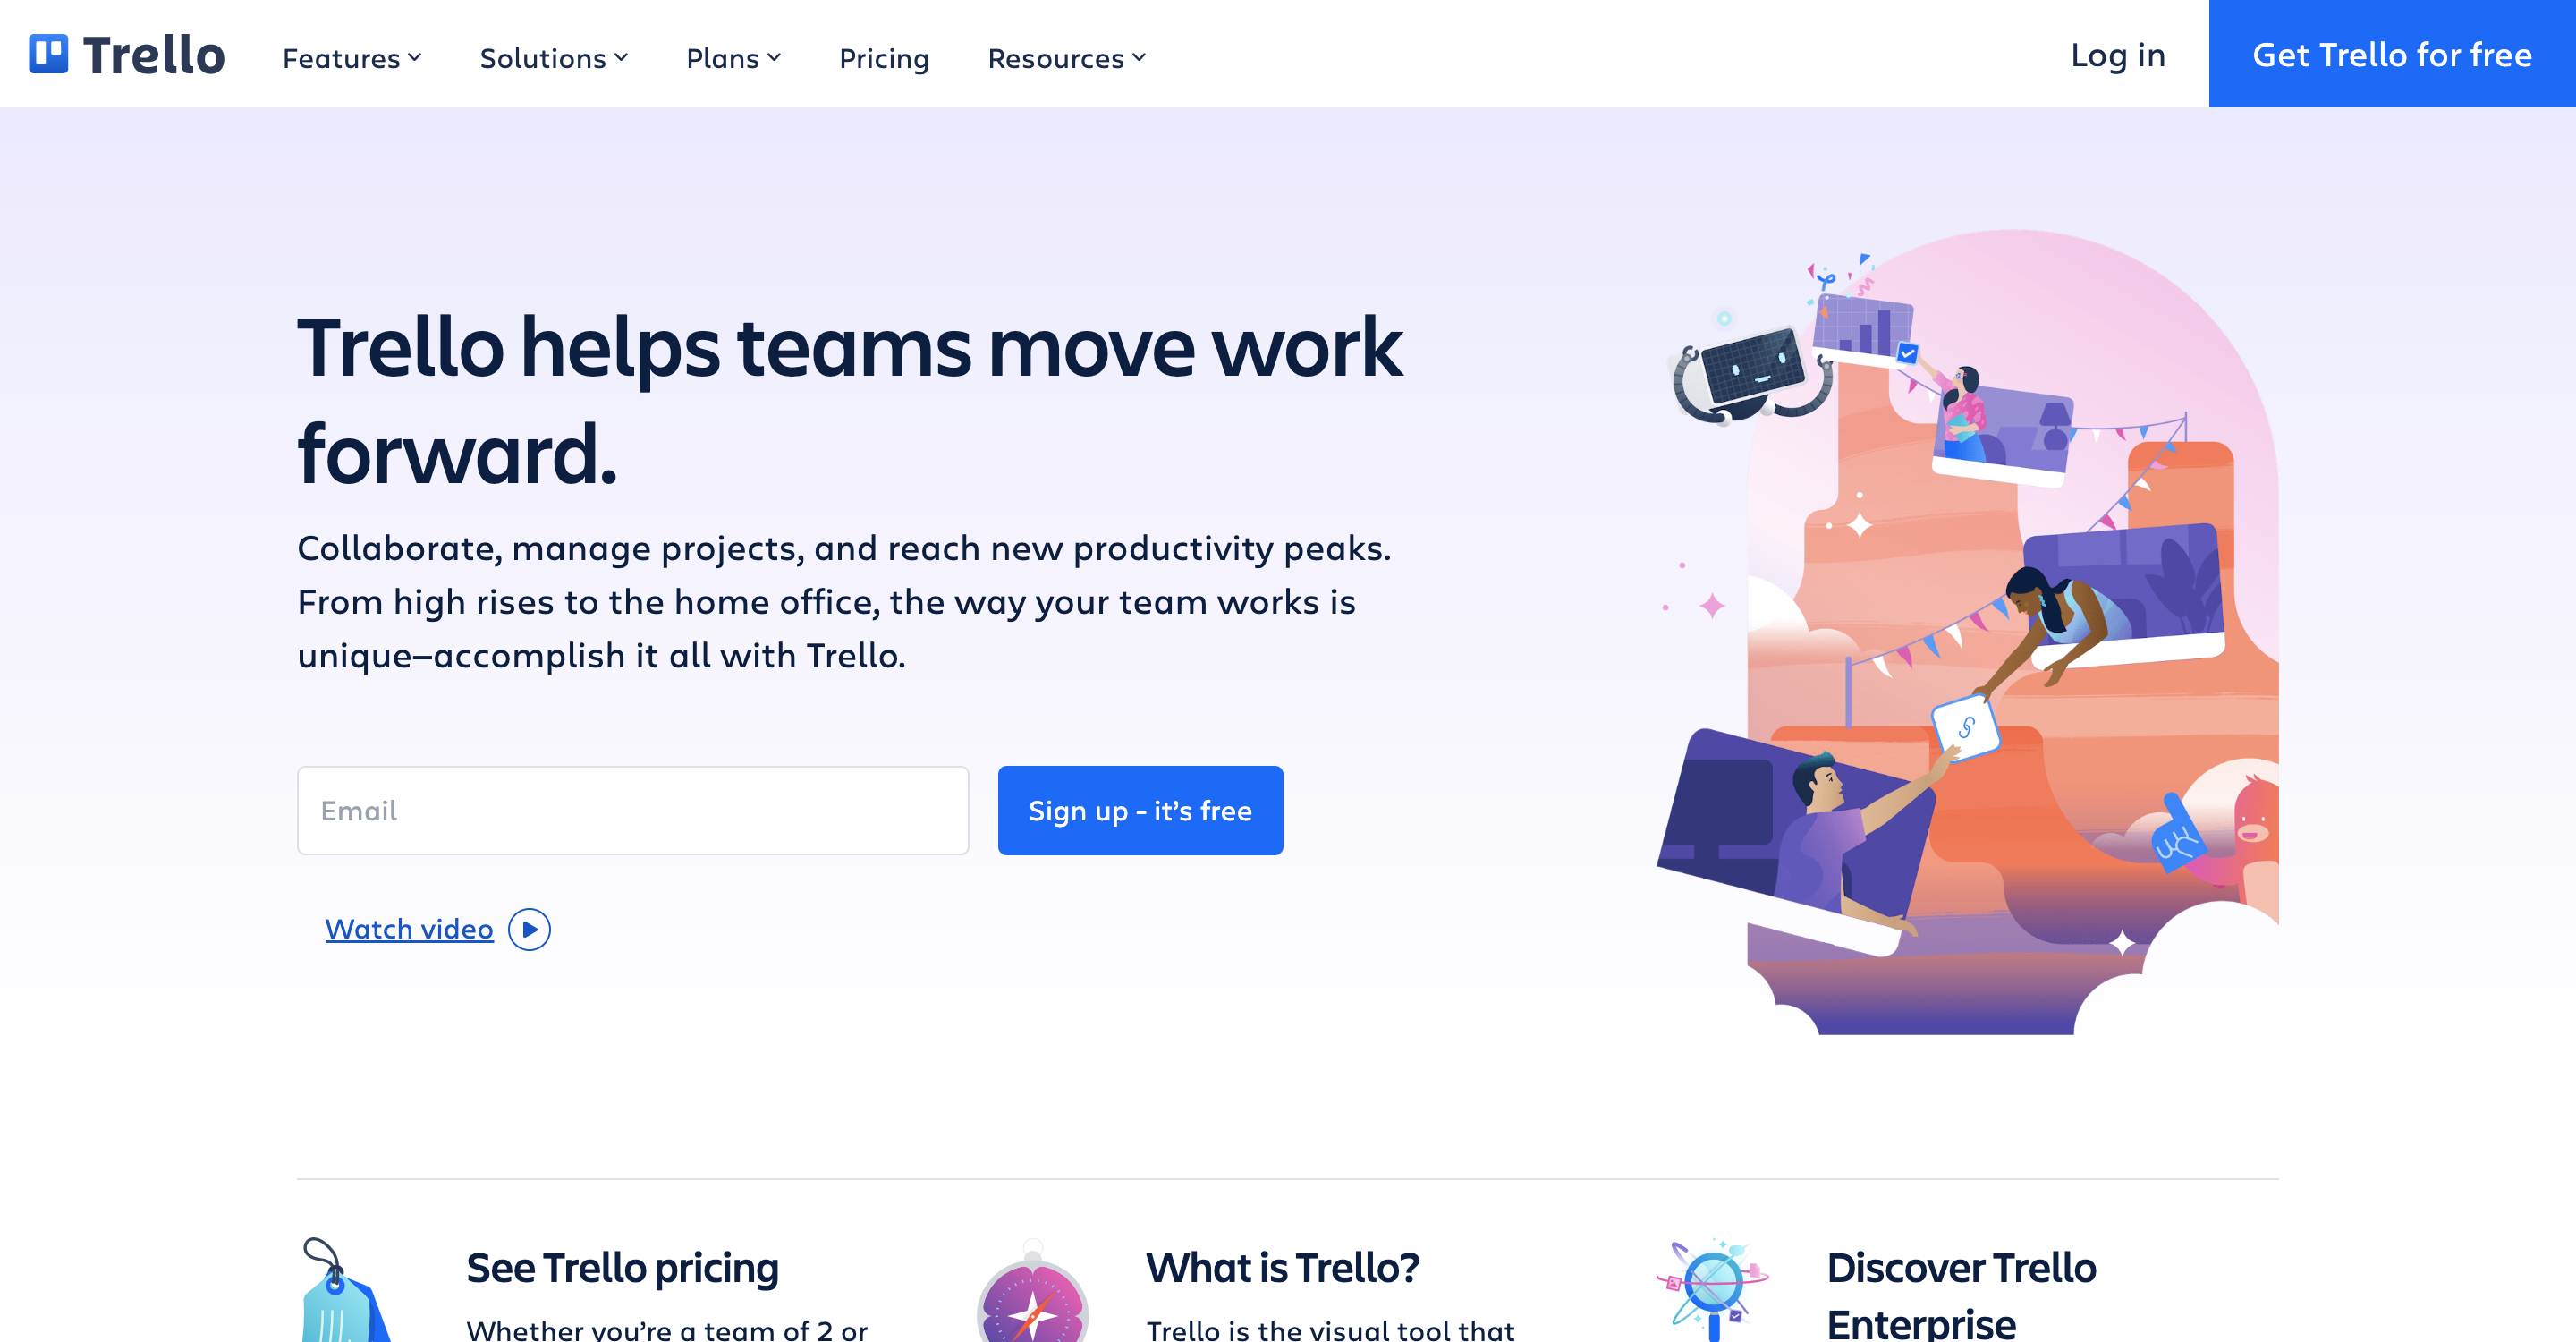 Trello
Features
Solutions
Plans
Pricing
Resources
Log in
Get Trello for free
Trello helps teams move work
forward.
Collaborate, manage projects, and reach new productivity peaks.
From high rises to the home office, the way your team works is
unique—accomplish it all with Trello.
Email
Sign up - it’s free
Watch video
See Trello pricing
Whether you’re a team of 2 or
What is Trello?
Trello is the visual tool that
Discover Trello
Enterprise